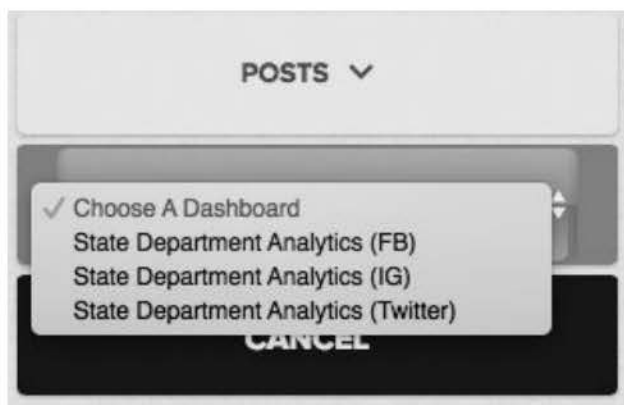 POSTS
Choose A Dashboard
State Department Analytics (FB)
State Department Analytics (IG)
State Department Analytics (Twitter)
CANCEL